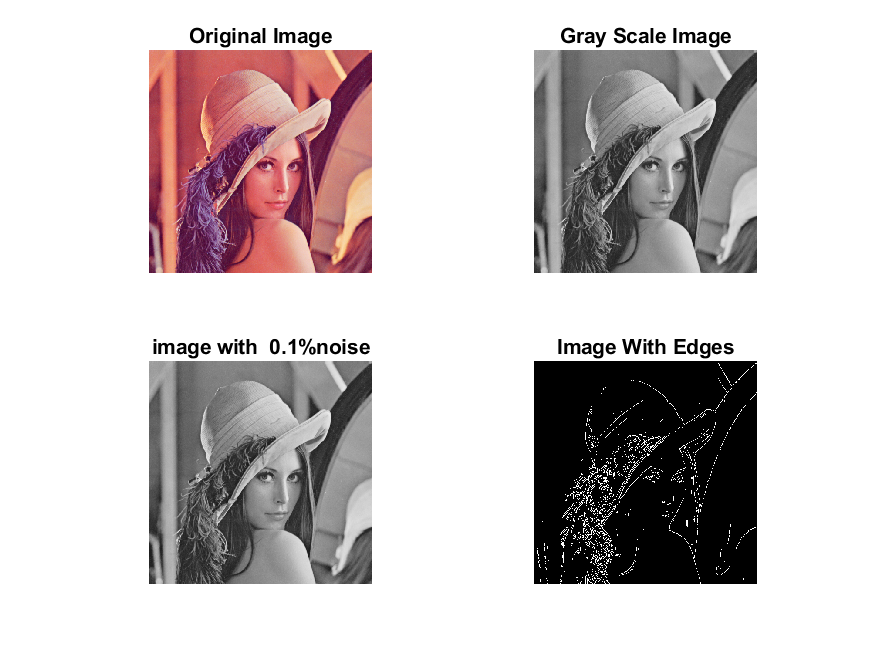 Original Image
Gray Scale Image
image with  0.1%noise
Image With Edges